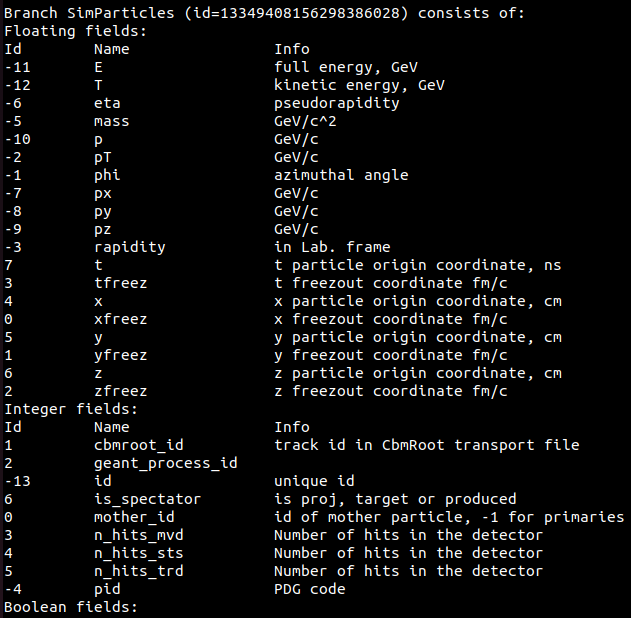 Branch SimParticles (id=13349408156298386028) consists of:
Floating fields:
Id Name Info
-11 E full energy, GeV
-12 T kinetic energy, GeV
-6 eta pseudorapidity
-5 mass GeV/c^2
-10 p GeV/c
-2 pT GeV/c
-1 phi azimuthal angle
-7 px GeV/c
-8 py GeV/c
-9 pz GeV/c
-3 rapidity in Lab. frame
7 t t particle origin coordinate, ns
3 tfreez t freezout coordinate fm/c
4 x x particle origin coordinate, cm
0 xfreez x freezout coordinate fm/c
5 y y particle origin coordinate, cm
1 yfreez y freezout coordinate fm/c
6 z z particle origin coordinate, cm
2 zfreez z freezout coordinate fm/c
Integer fields:
Id Name Info
1 cbmroot_id track id in CbmRoot transport file
2 geant_process_id
-13 id unique id
6 is_spectator is proj, target or produced
0 mother_id id of mother particle, -1 for primaries
3 n_hits_mvd Number of hits in the detector
4 n_hits_sts Number of hits in the detector
5 n_hits_trd Number of hits in the detector
-4 pid PDG code
Boolean fields: